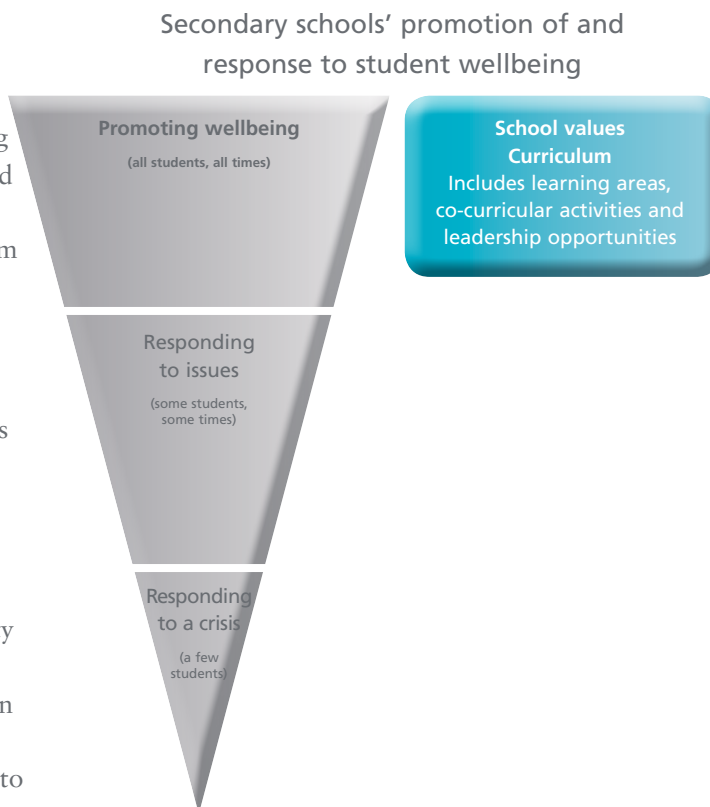 Secondary schools’ promotion of and
response to student wellbeing
Promoting wellbeing
(all students, all times)
School values
Curriculum
Includes learning areas,
co-curricular activities and
leadership opportunities
Responding
to issues
(some students,
some times)
Responding
to a crisis
(a few
students)
to